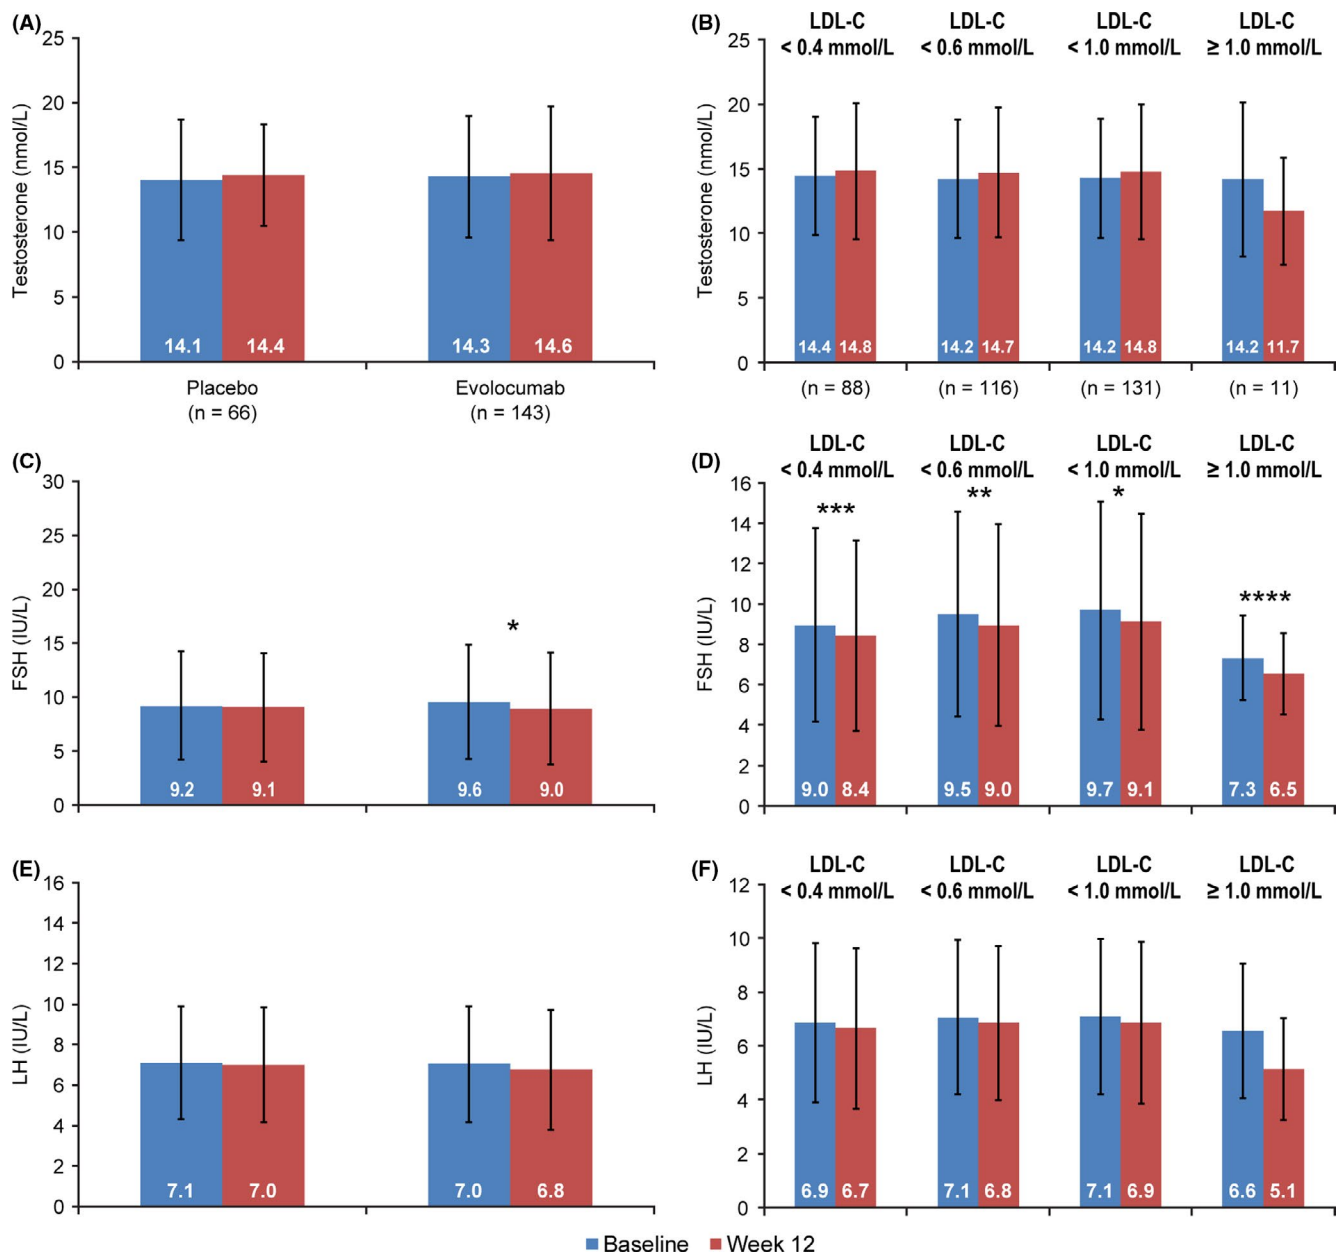 (A)
Testosterone (nmol/L)
25
20
15
10
5
0
14.1 14.4 14.3 14.6
Placebo Evolocumab
(n = 66) (n = 143)
(B)
LDL-C LDL-C LDL-C LDL-C
< 0.4 mmol/L < 0.6 mmol/L < 1.0 mmol/L ≥ 1.0 mmol/L
Testosterone (nmol/L)
25
20
15
10
5
0
14.4 14.8 14.2 14.7 14.2 14.8 14.2 11.7
(n = 88) (n = 116) (n = 131) (n = 11)
(C)
FSH (IU/L)
30
25
20
15
10
5
0
*
9.2 9.1 9.6 9.0
(D)
LDL-C LDL-C LDL-C LDL-C
< 0.4 mmol/L < 0.6 mmol/L < 1.0 mmol/L ≥ 1.0 mmol/L
FSH (IU/L)
16
14
12
10
8
6
4
2
0
*** ** * ****
9.0 8.4 9.5 9.0 9.7 9.1 7.3 6.5
(E)
LH (IU/L)
16
14
12
10
8
6
4
2
0
7.1 7.0 7.0 6.8
(F)
LDL-C LDL-C LDL-C LDL-C
< 0.4 mmol/L < 0.6 mmol/L < 1.0 mmol/L ≥ 1.0 mmol/L
LH (IU/L)
12
10
8
6
4
2
0
6.9 6.7 7.1 6.8 7.1 6.9 6.6 5.1
Baseline Week 12